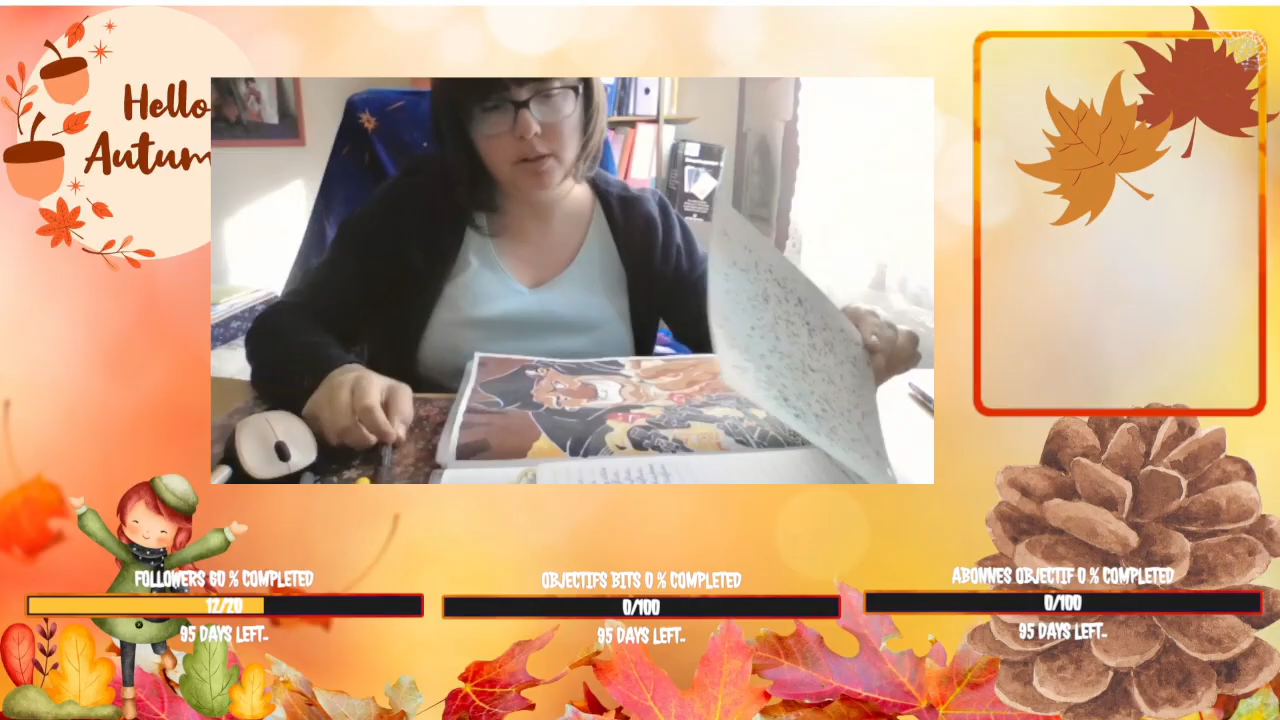 Hello
Autum
FOLLOWERS 60 % COMPLETED
12/20
95 DAYS LEFT-
OBJECTIFS BITS 0 % COMPLETED
0/100
95 DAYS LEFT-
ABONNES OBJECTIF 0 % COMPLETED
0/100
95 DAYS LEFT-